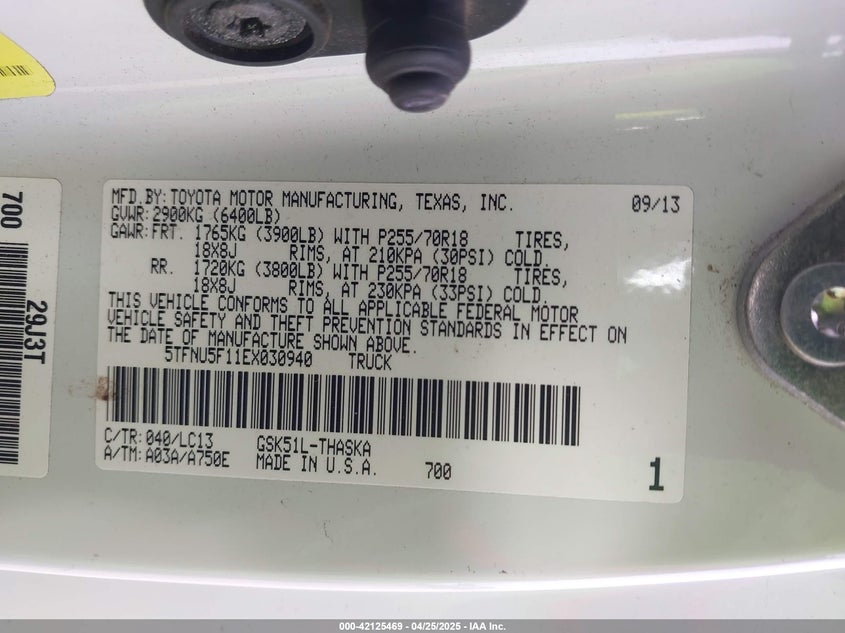 MFD.BY: TOYOTA MOTOR MANUFACTURING, TEXAS, INC. 09/13
GVWR: 2900KG (6400LB)
GAWR: FRT. 1765KG (3900LB) WITH P255/70R18 TIRES,
18X8J RIMS, AT 210KPA (30PSI) COLD.
RR. 1720KG (3800LB) WITH P255/70R18 TIRES,
18X8J RIMS, AT 230KPA (33PSI) COLD.
THIS VEHICLE CONFORMS TO ALL APPLICABLE FEDERAL MOTOR
VEHICLE SAFETY AND THEFT PREVENTION STANDARDS IN EFFECT ON
THE DATE OF MANUFACTURE SHOWN ABOVE.
5TFNU5F11EX030940 TRUCK
C/TR: 040/LC13 GSK51L-THASKA
A/TM: A03A/A750E MADE IN U.S.A. 700 1
700
29J3T
000-42125469 - 04/25/2025 - IAA Inc.